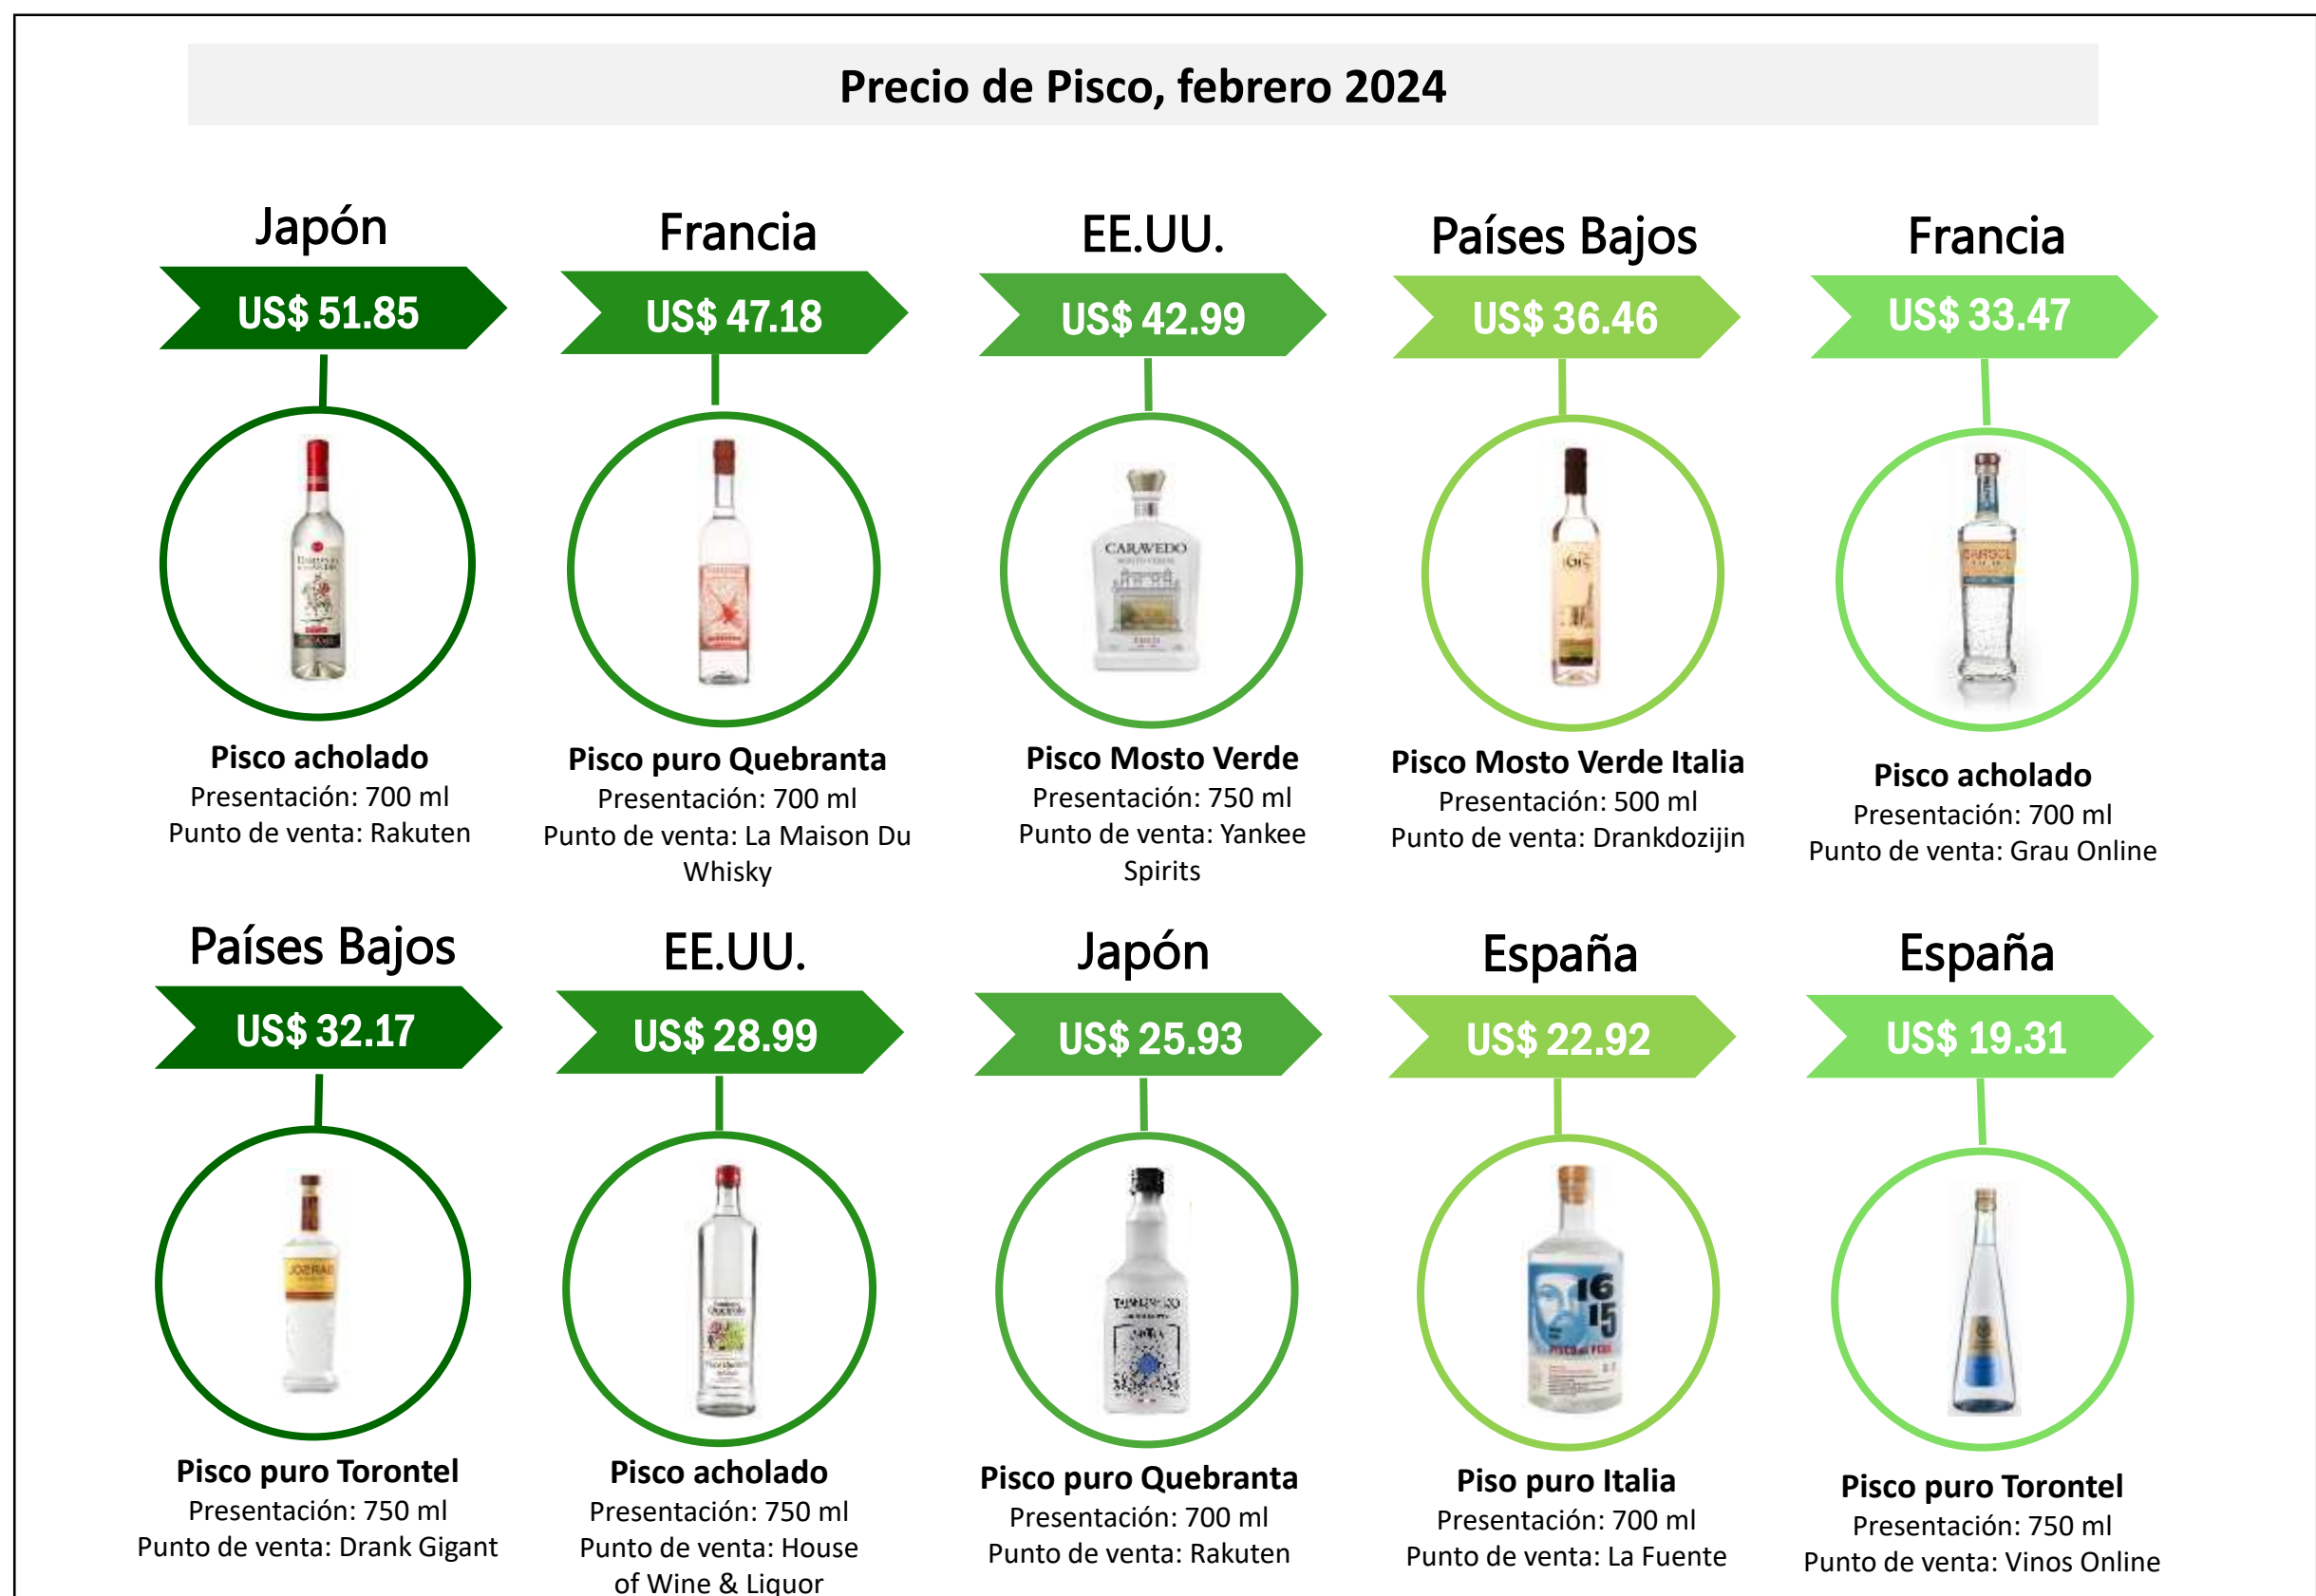 Precio de Pisco, febrero 2024
Japón
US$ 51.85
Pisco acholado
Presentación: 700 ml
Punto de venta: Rakuten
Francia
US$ 47.18
Pisco puro Quebranta
Presentación: 700 ml
Punto de venta: La Maison Du
Whisky
EE.UU.
US$ 42.99
CARAVEDO
Pisco Mosto Verde
Presentación: 750 ml
Punto de venta: Yankee
Spirits
Países Bajos
US$ 36.46
1615
Pisco Mosto Verde Italia
Presentación: 500 ml
Punto de venta: Drankdozijin
Francia
US$ 33.47
BARSOL
Pisco acholado
Presentación: 700 ml
Punto de venta: Grau Online
Países Bajos
US$ 32.17
Pisco puro Torontel
Presentación: 750 ml
Punto de venta: Drank Gigant
EE.UU.
US$ 28.99
Queirolo
Pisco acholado
Presentación: 750 ml
Punto de venta: House
of Wine & Liquor
Japón
US$ 25.93
Pisco puro Quebranta
Presentación: 700 ml
Punto de venta: Rakuten
España
US$ 22.92
16
15
PISCO DE PERU
Piso puro Italia
Presentación: 700 ml
Punto de venta: La Fuente
España
US$ 19.31
Pisco puro Torontel
Presentación: 750 ml
Punto de venta: Vinos Online